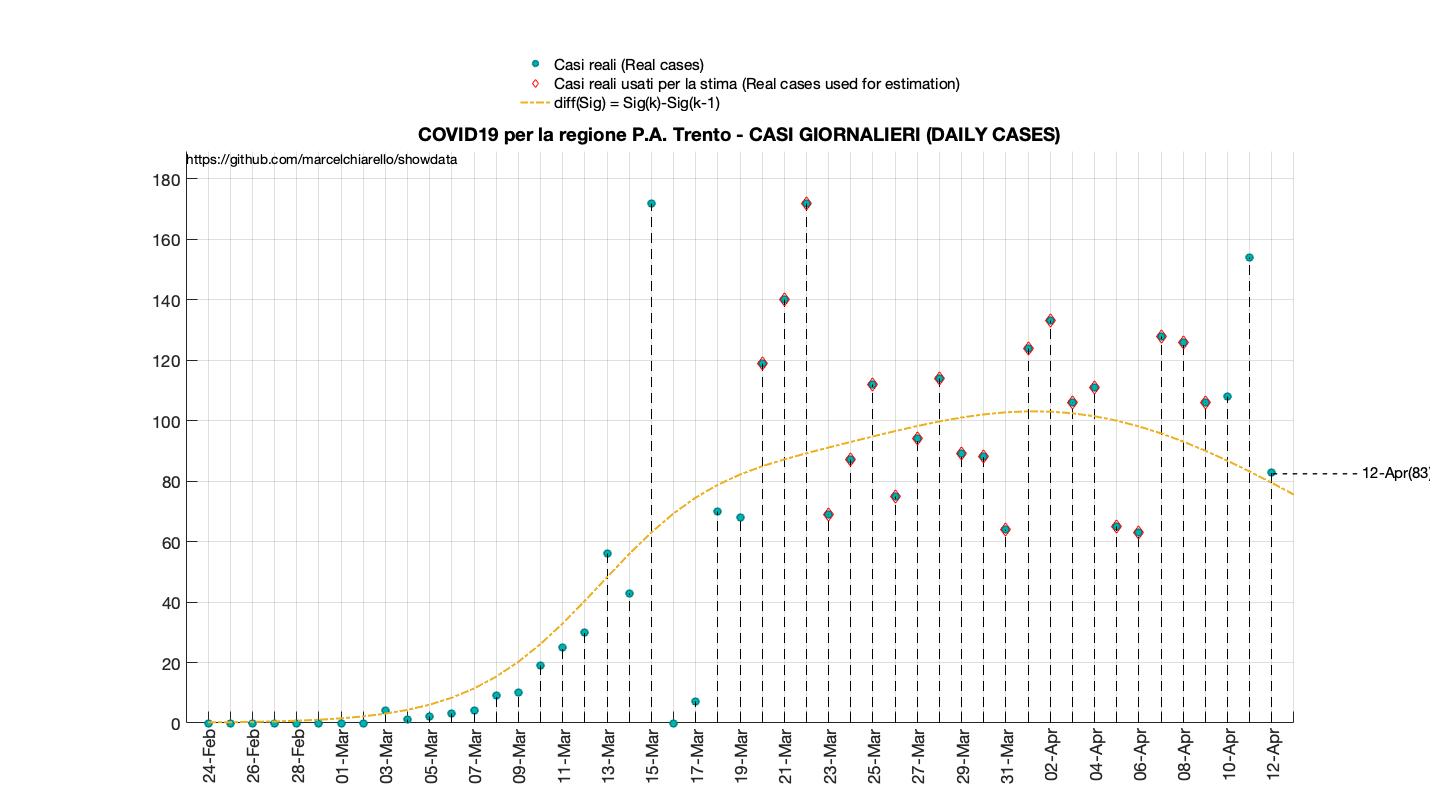 Casi reali (Real cases)
Casi reali usati per la stima (Real cases used for estimation)
diff(Sig) = Sig(k)-Sig(k-1)
COVID19 per la regione P.A. Trento - CASI GIORNALIERI (DAILY CASES)
https://github.com/marcelchiarello/showdata
180
160
140
120
100
80
60
40
20
0
12-Apr(83)
24-Feb
26-Feb
28-Feb
01-Mar
03-Mar
05-Mar
07-Mar
09-Mar
11-Mar
13-Mar
15-Mar
17-Mar
19-Mar
21-Mar
23-Mar
25-Mar
27-Mar
29-Mar
31-Mar
02-Apr
04-Apr
06-Apr
08-Apr
10-Apr
12-Apr